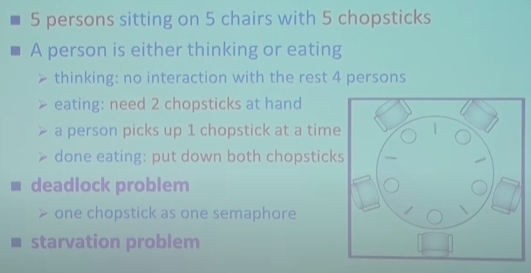 5 persons sitting on 5 chairs with 5 chopsticks
A person is either thinking or eating
thinking: no interaction with the rest 4 persons
eating: need 2 chopsticks at hand
a person picks up 1 chopstick at a time
done eating: put down both chopsticks
deadlock problem
one chopstick as one semaphore
starvation problem